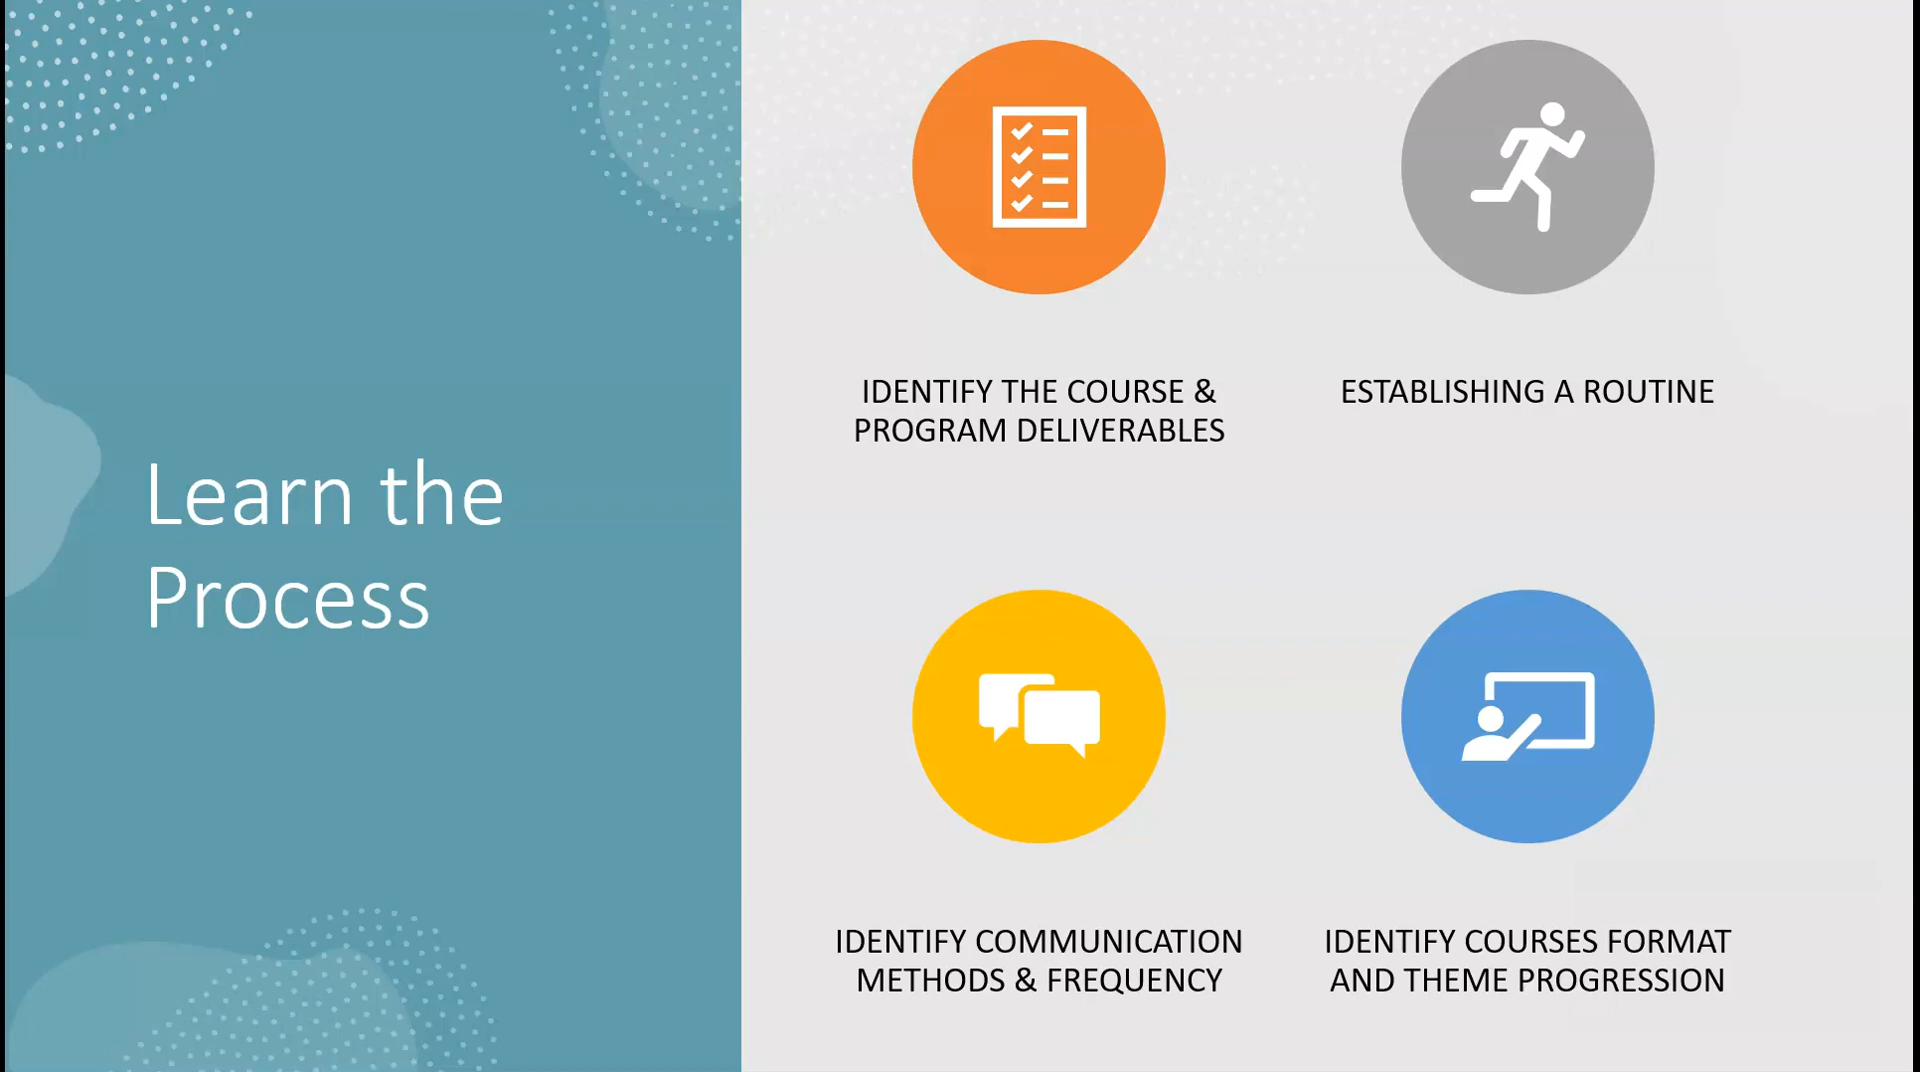 Learn the
Process
IDENTIFY THE COURSE &
PROGRAM DELIVERABLES
ESTABLISHING A ROUTINE
IDENTIFY COMMUNICATION
METHODS & FREQUENCY
IDENTIFY COURSES FORMAT
AND THEME PROGRESSION